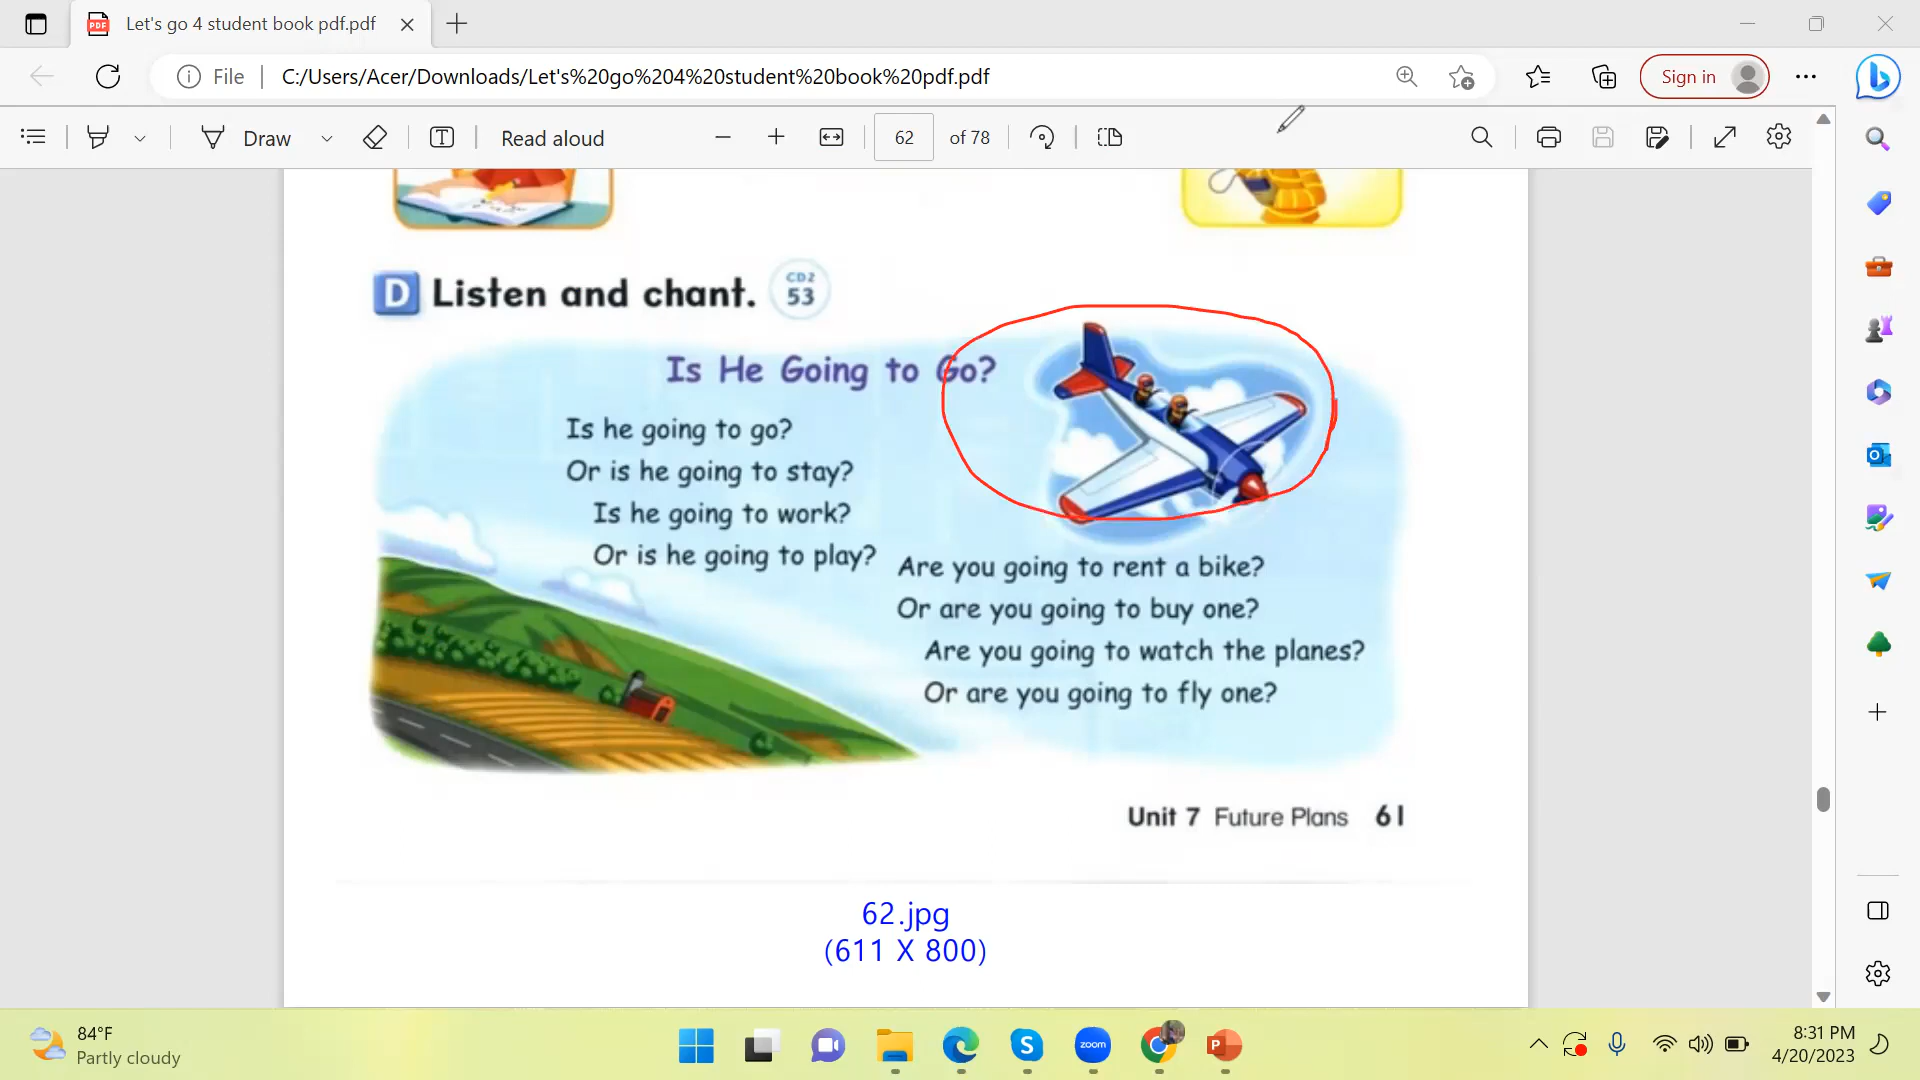 Let's go 4 student book pdf.pdf
File
C:/Users/Acer/Downloads/Let's%20go%204%20student%20book%20pdf.pdf
Sign in
Draw
Read aloud
62 of 78
D Listen and chant. CD2 53
Is He Going to Go?
Is he going to go?
Or is he going to stay?
Is he going to work?
Or is he going to play?
Are you going to rent a bike?
Or are you going to buy one?
Are you going to watch the planes?
Or are you going to fly one?
Unit 7 Future Plans 61
62.jpg
(611 X 800)
84°F
Partly cloudy
zoom
8:31 PM
4/20/2023